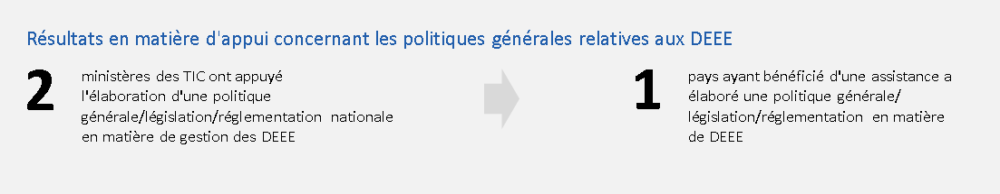 Résultats en matière d'appui concernant les politiques générales relatives aux DEEE
2
ministères des TIC ont appuyé
l'élaboration d'une politique
générale/législation/réglementation nationale
en matière de gestion des DEEE
1
pays ayant bénéficié d'une assistance a
élaboré une politique générale/
législation/réglementation en matière
de DEEE